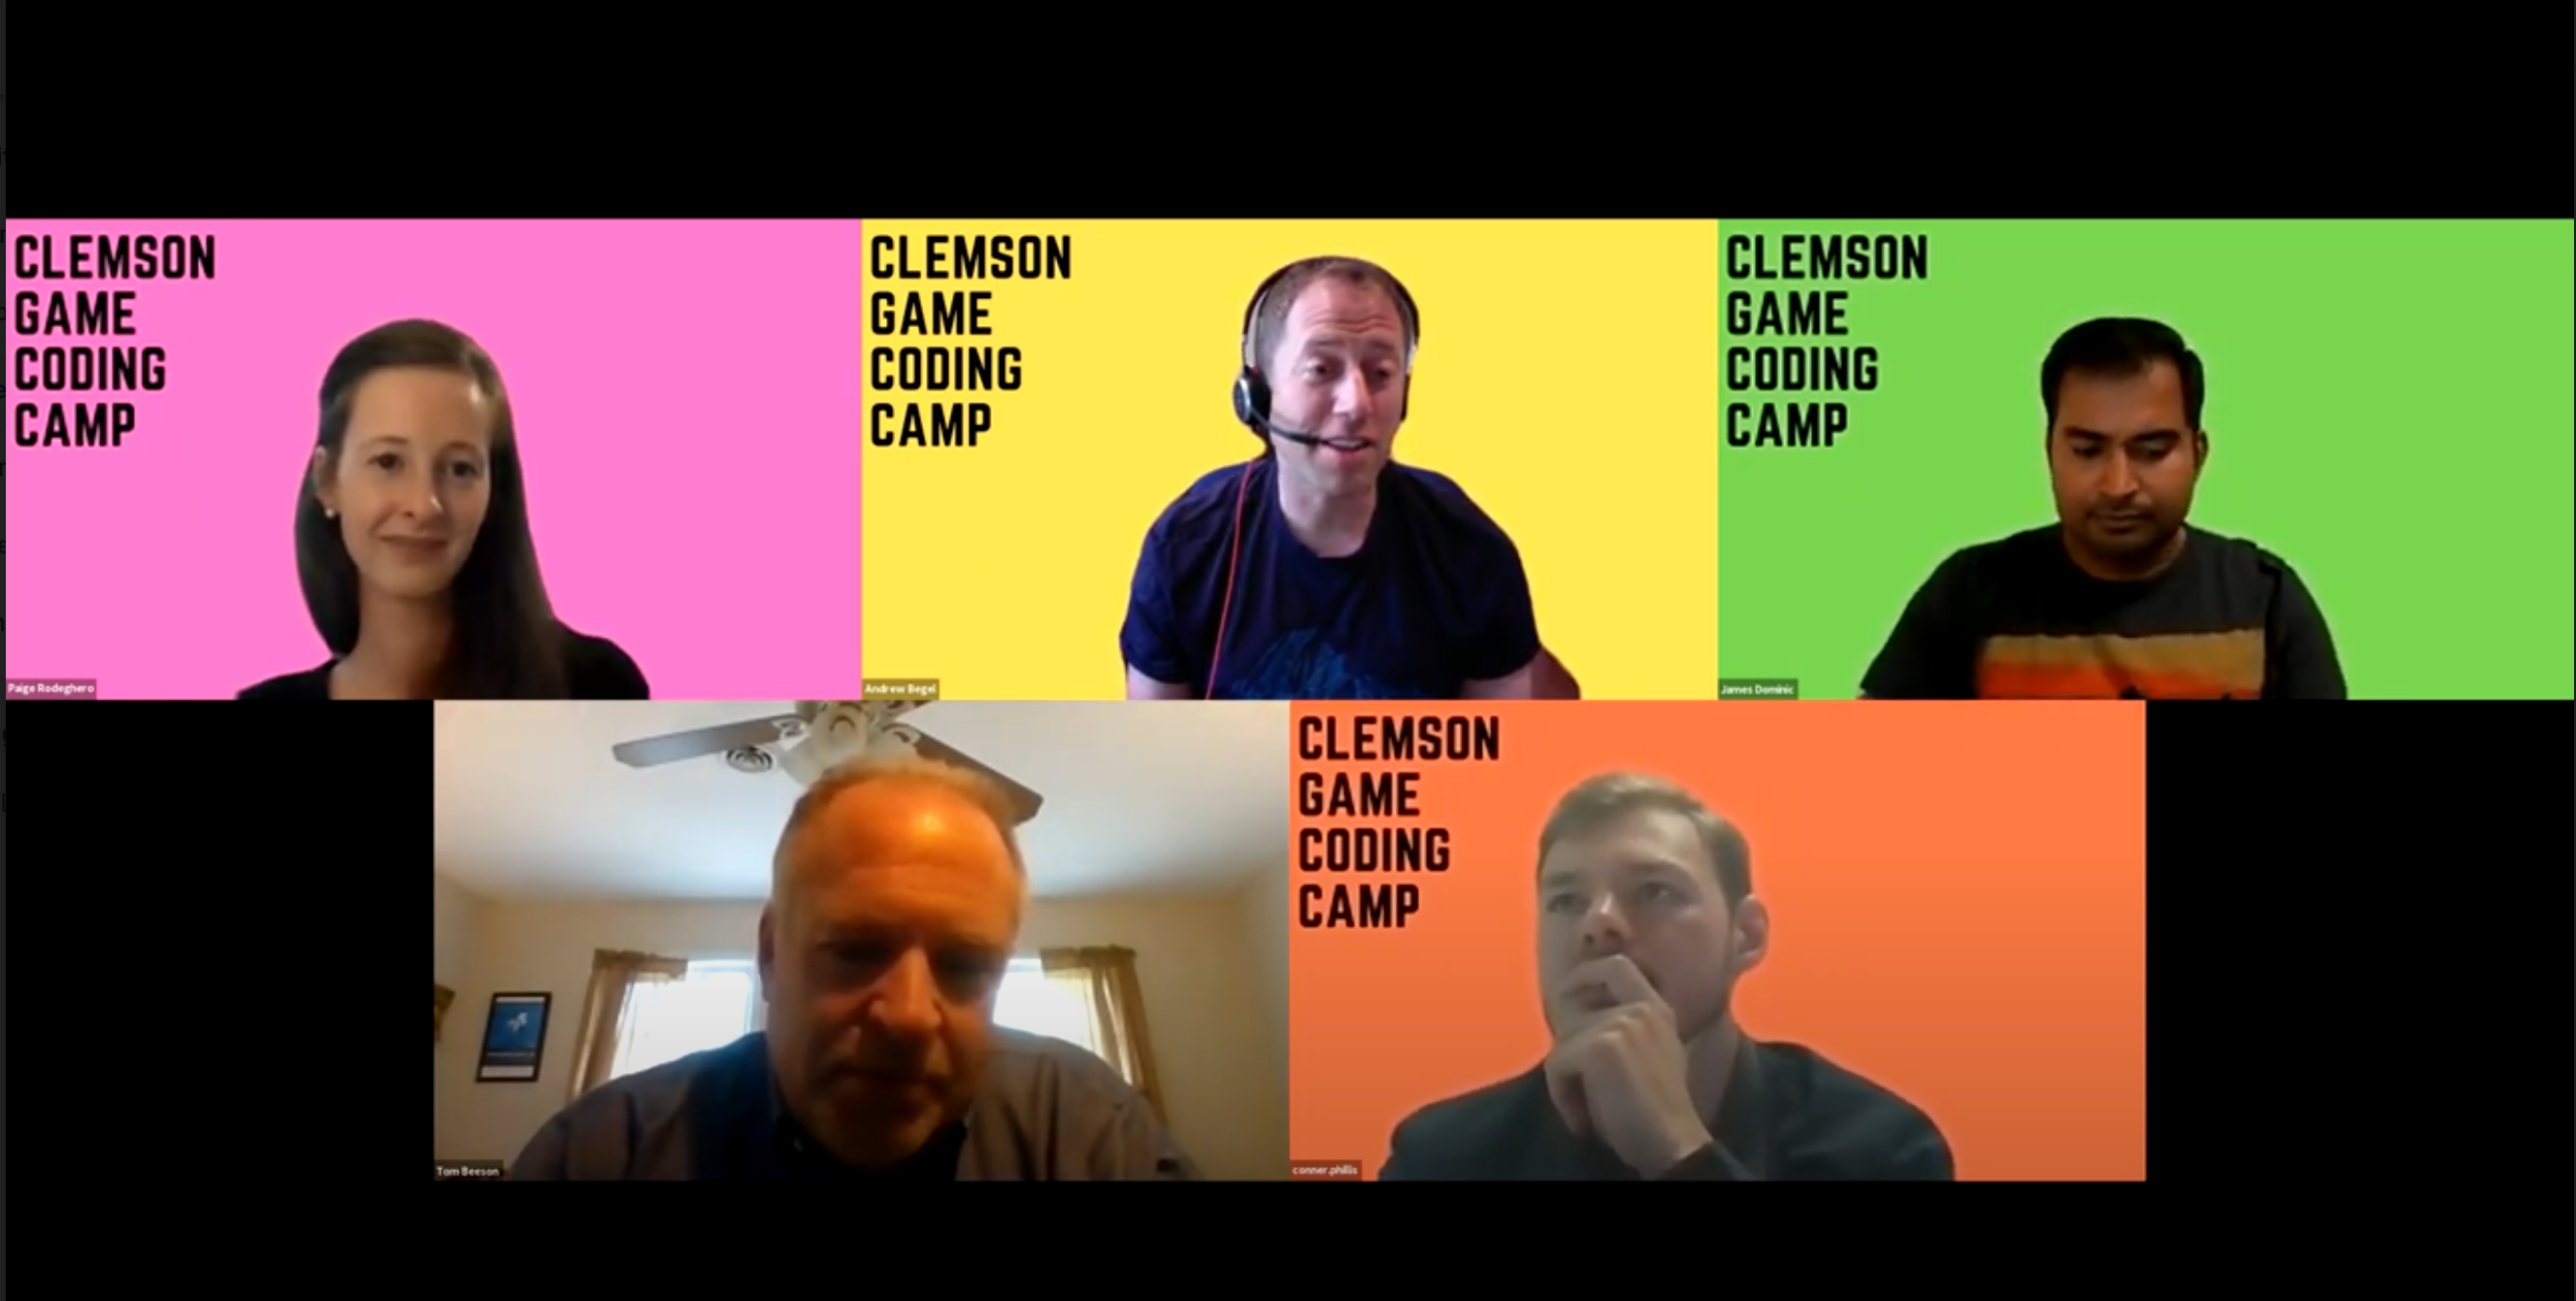 CLEMSON
GAME
CODING
CAMP
Paige Rodeghero
CLEMSON
GAME
CODING
CAMP
Andrew Begel
CLEMSON
GAME
CODING
CAMP
James Dominic
Tom Beeson
CLEMSON
GAME
CODING
CAMP
conner.phillis